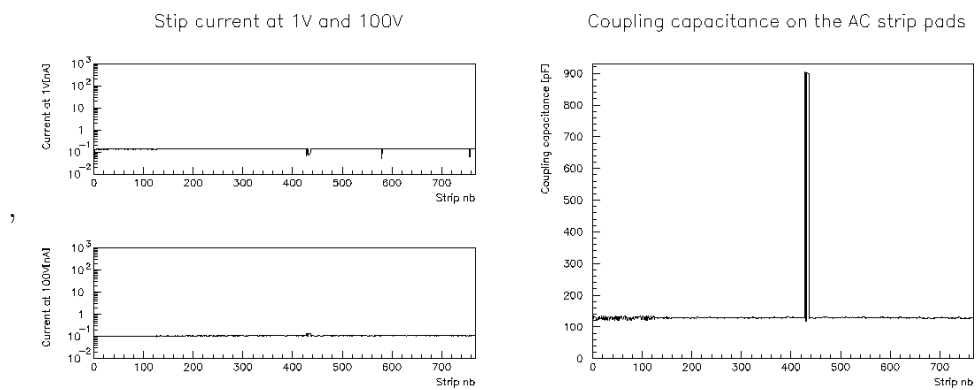 Stip current at 1V and 100V
Current at 1V[nA]
10³
10²
10
1
10⁻¹
10⁻²
0 100 200 300 400 500 600 700
Strip nb
,
Current at 100V[nA]
10³
10²
10
1
10⁻¹
10⁻²
0 100 200 300 400 500 600 700
Strip nb
Coupling capacitance on the AC strip pads
Coupling capacitance [pF]
900
800
700
600
500
400
300
200
100
0
0 100 200 300 400 500 600 700
Strip nb